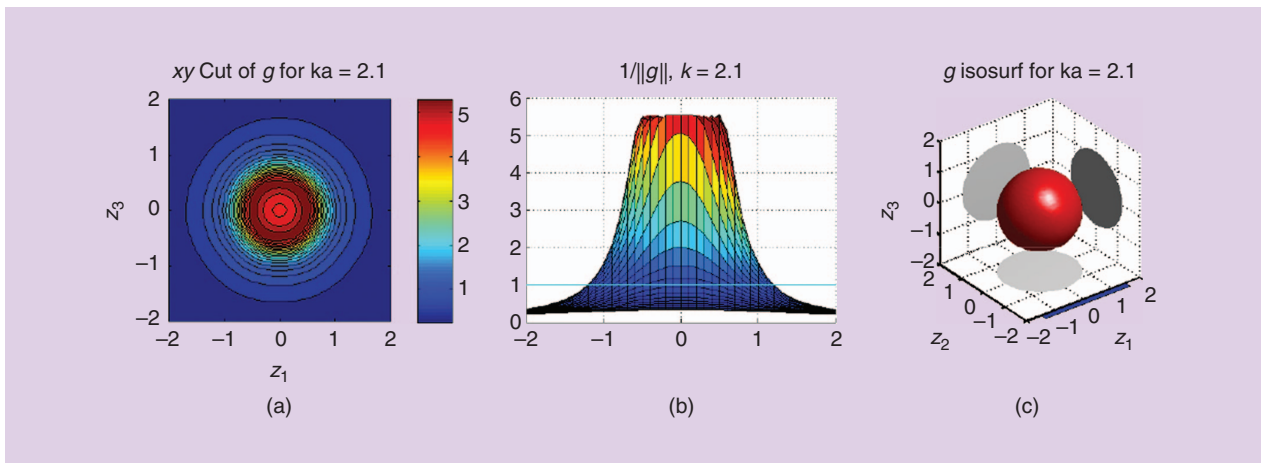 xy Cut of g for ka = 2.1
2
1
0
–1
–2
z3
–2 –1 0 1 2
z1
5
4
3
2
1
(a)
1/||g||, k = 2.1
6
5
4
3
2
1
0
–2 –1 0 1 2
(b)
g isosurf for ka = 2.1
2
1
0
–1
–2
z3
2
1
0
–1
–2
z2
–2
–1
0
1
2
z1
(c)